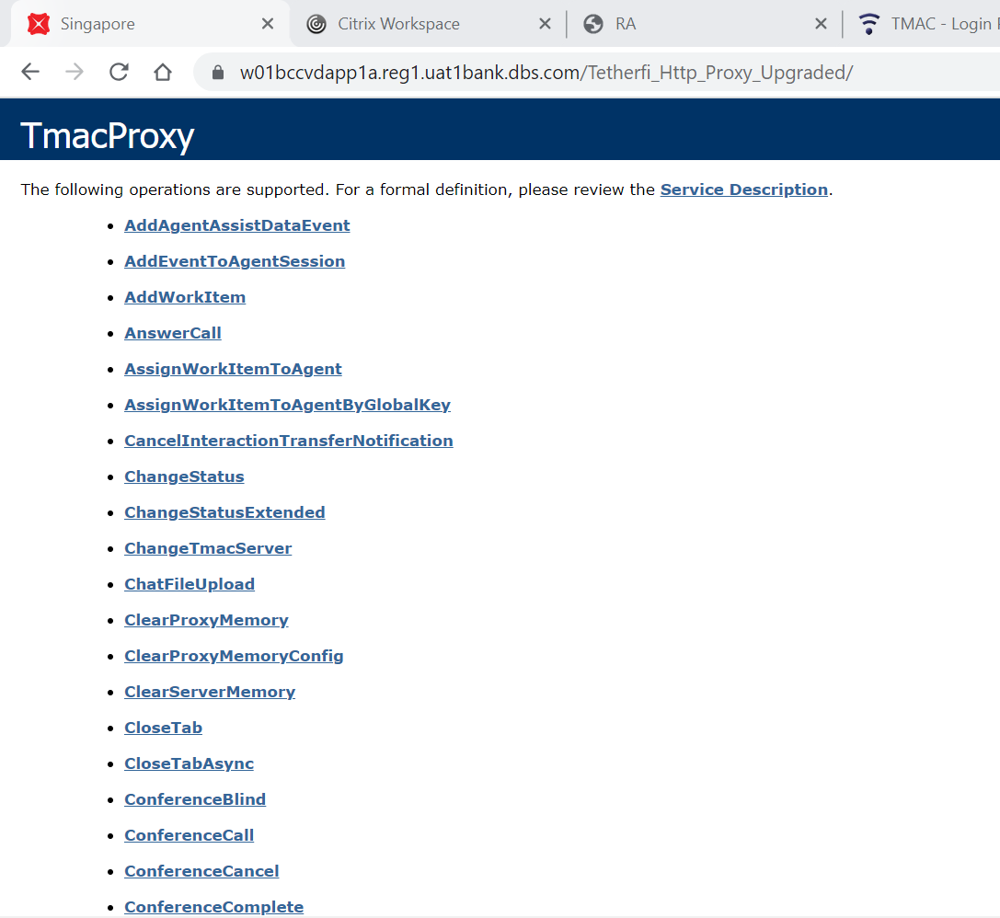 Singapore
Citrix Workspace
RA
TMAC - Login
w01bccvdapp1a.reg1.uat1bank.dbs.com/Tetherfi_Http_Proxy_Upgraded/
TmacProxy
The following operations are supported. For a formal definition, please review the Service Description.
AddAgentAssistDataEvent
AddEventToAgentSession
AddWorkItem
AnswerCall
AssignWorkItemToAgent
AssignWorkItemToAgentByGlobalKey
CancelInteractionTransferNotification
ChangeStatus
ChangeStatusExtended
ChangeTmacServer
ChatFileUpload
ClearProxyMemory
ClearProxyMemoryConfig
ClearServerMemory
CloseTab
CloseTabAsync
ConferenceBlind
ConferenceCall
ConferenceCancel
ConferenceComplete